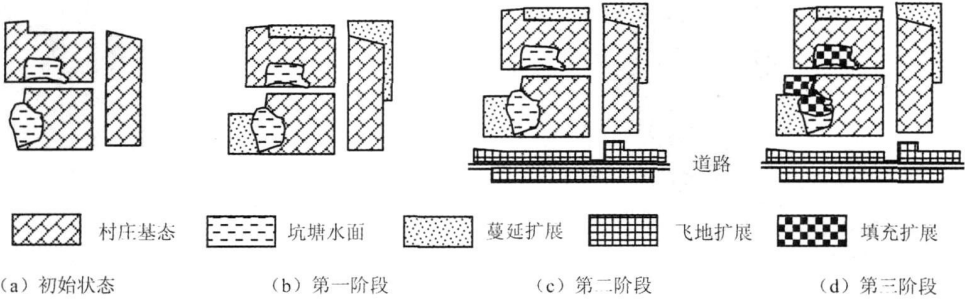 道路
村庄基态 坑塘水面 蔓延扩展 飞地扩展 填充扩展
(a) 初始状态 (b) 第一阶段 (c) 第二阶段 (d) 第三阶段